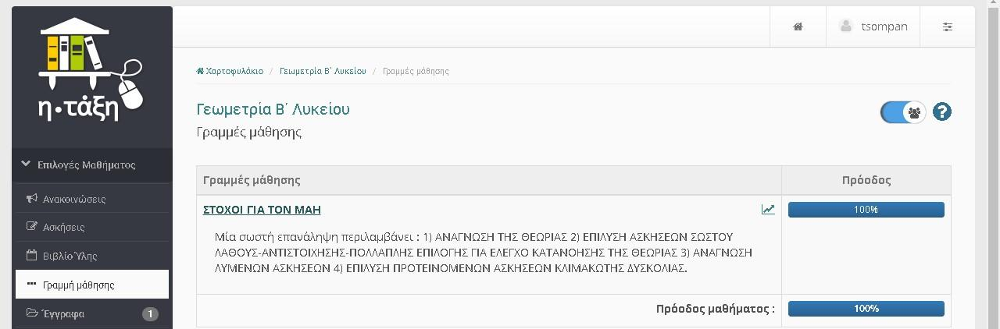 η•τάξη
tsompan
Χαρτοφυλάκιο / Γεωμετρία Β΄ Λυκείου / Γραμμές μάθησης
Γεωμετρία Β΄ Λυκείου
Γραμμές μάθησης
Επιλογές Μαθήματος
Ανακοινώσεις
Ασκήσεις
Βιβλίο Ύλης
Γραμμή μάθησης
Έγγραφα 1
Γραμμές μάθησης Πρόοδος
ΣΤΟΧΟΙ ΓΙΑ ΤΟΝ ΜΑΗ 100%
Μία σωστή επανάληψη περιλαμβάνει : 1) ΑΝΑΓΝΩΣΗ ΤΗΣ ΘΕΩΡΙΑΣ 2) ΕΠΙΛΥΣΗ ΑΣΚΗΣΕΩΝ ΣΩΣΤΟΥ
ΛΑΘΟΥΣ-ΑΝΤΙΣΤΟΙΧΗΣΗΣ-ΠΟΛΛΑΠΛΗΣ ΕΠΙΛΟΓΗΣ ΓΙΑ ΕΛΕΓΧΟ ΚΑΤΑΝΟΗΣΗΣ ΤΗΣ ΘΕΩΡΙΑΣ 3) ΑΝΑΓΝΩΣΗ
ΛΥΜΕΝΩΝ ΑΣΚΗΣΕΩΝ 4) ΕΠΙΛΥΣΗ ΠΡΟΤΕΙΝΟΜΕΝΩΝ ΑΣΚΗΣΕΩΝ ΚΛΙΜΑΚΩΤΗΣ ΔΥΣΚΟΛΙΑΣ.
Πρόοδος μαθήματος : 100%